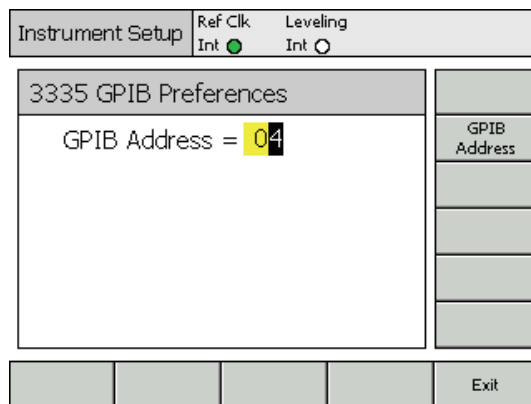 Instrument Setup
Ref Clk
Int
Leveling
Int
3335 GPIB Preferences
GPIB Address = 04
GPIB
Address
Exit